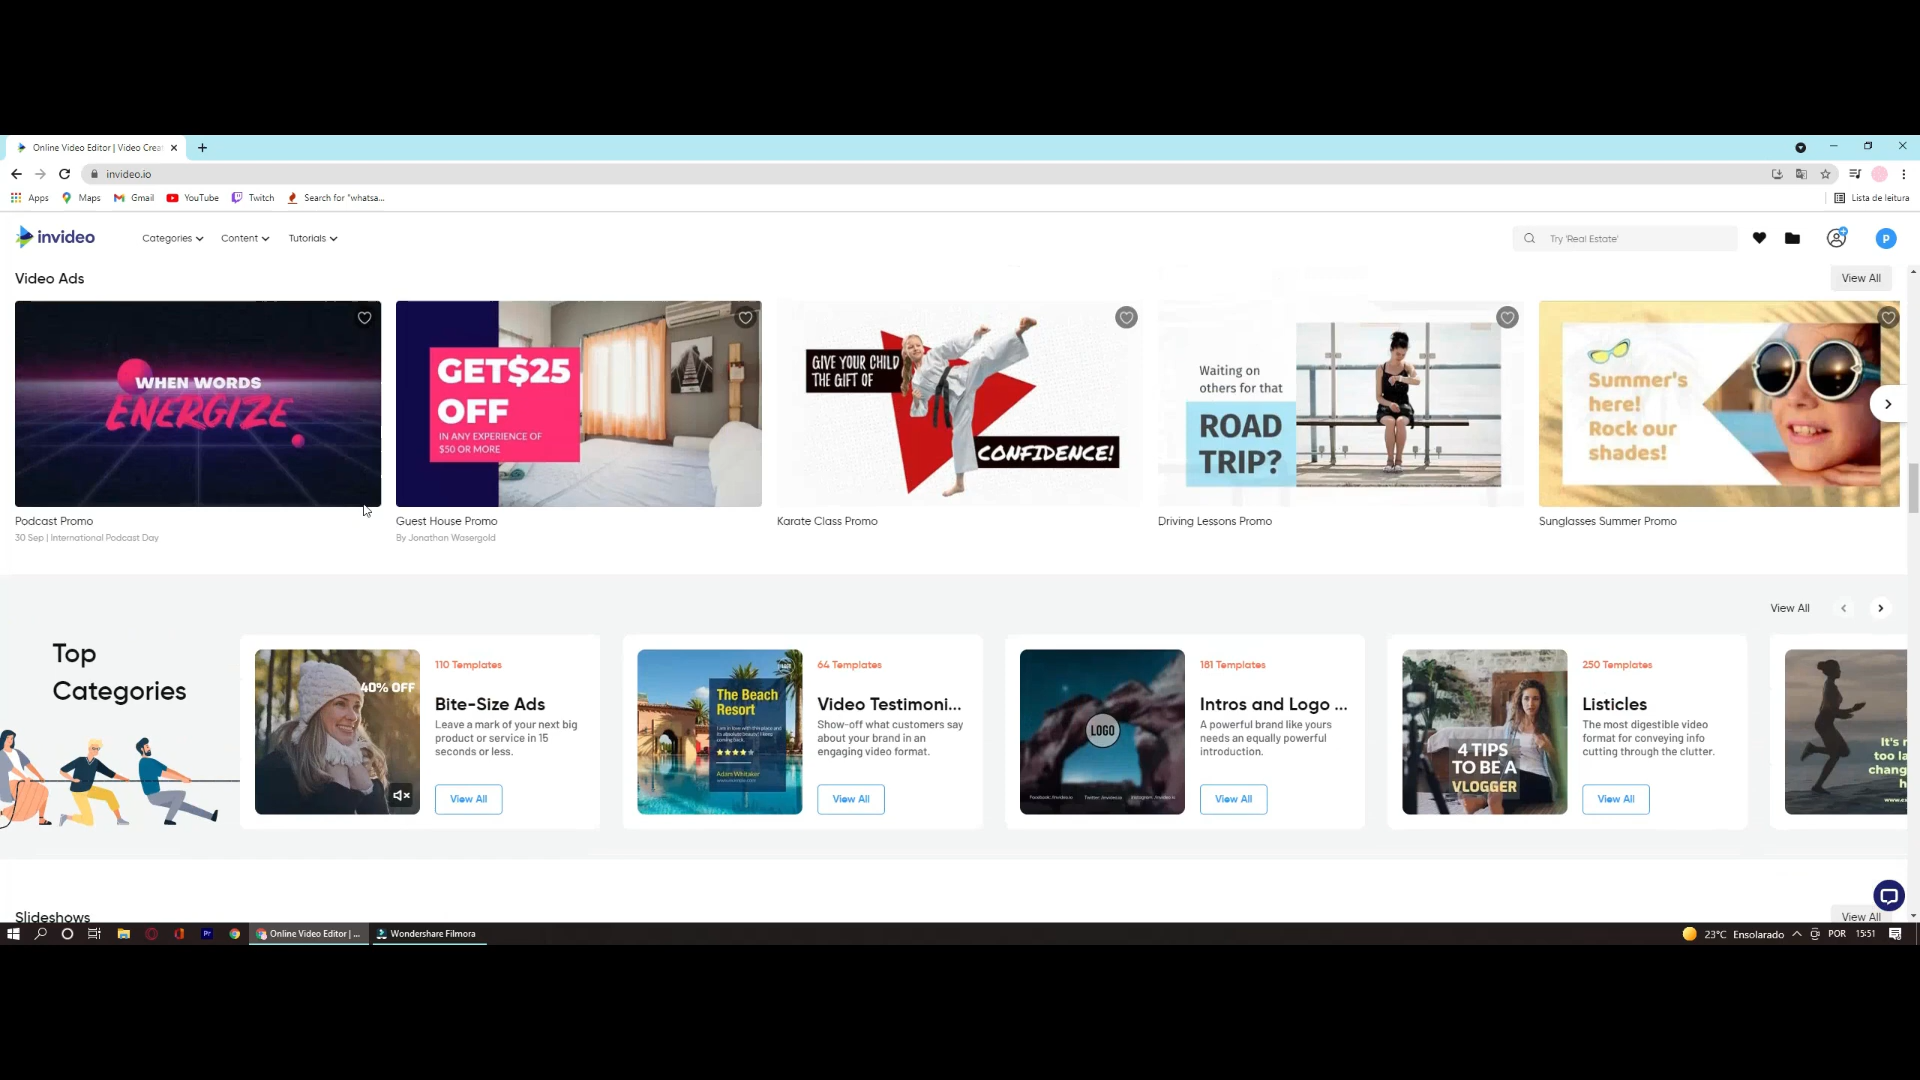 Online Video Editor | Video Crea
invideo.io
Apps
Maps
Gmail
YouTube
Twitch
Search for "whatsa...
Lista de leitura
invideo
Categories
Content
Tutorials
Try 'Real Estate'
P
Video Ads
View All
WHEN WORDS
ENERGIZE
GET$25
OFF
IN ANY EXPERIENCE OF
$50 OR MORE
GIVE YOUR CHILD
THE GIFT OF
CONFIDENCE!
Waiting on
others for that
ROAD
TRIP?
Summer's
here!
Rock our
shades!
Podcast Promo
30 Sep | International Podcast Day
Guest House Promo
By Jonathan Wasergold
Karate Class Promo
Driving Lessons Promo
Sunglasses Summer Promo
View All
Top
Categories
40% OFF
110 Templates
Bite-Size Ads
Leave a mark of your next big
product or service in 15
seconds or less.
View All
The Beach
Resort
Adam Whitaker
64 Templates
Video Testimoni...
Show-off what customers say
about your brand in an
engaging video format.
View All
LOGO
181 Templates
Intros and Logo ...
A powerful brand like yours
needs an equally powerful
introduction.
View All
4 TIPS
TO BE A
VLOGGER
250 Templates
Listicles
The most digestible video
format for conveying info
cutting through the clutter.
View All
It's
too la
chang
Slideshows
View All
Pr
Online Video Editor | ...
Wondershare Filmora
23°C Ensolarado
POR
15:51